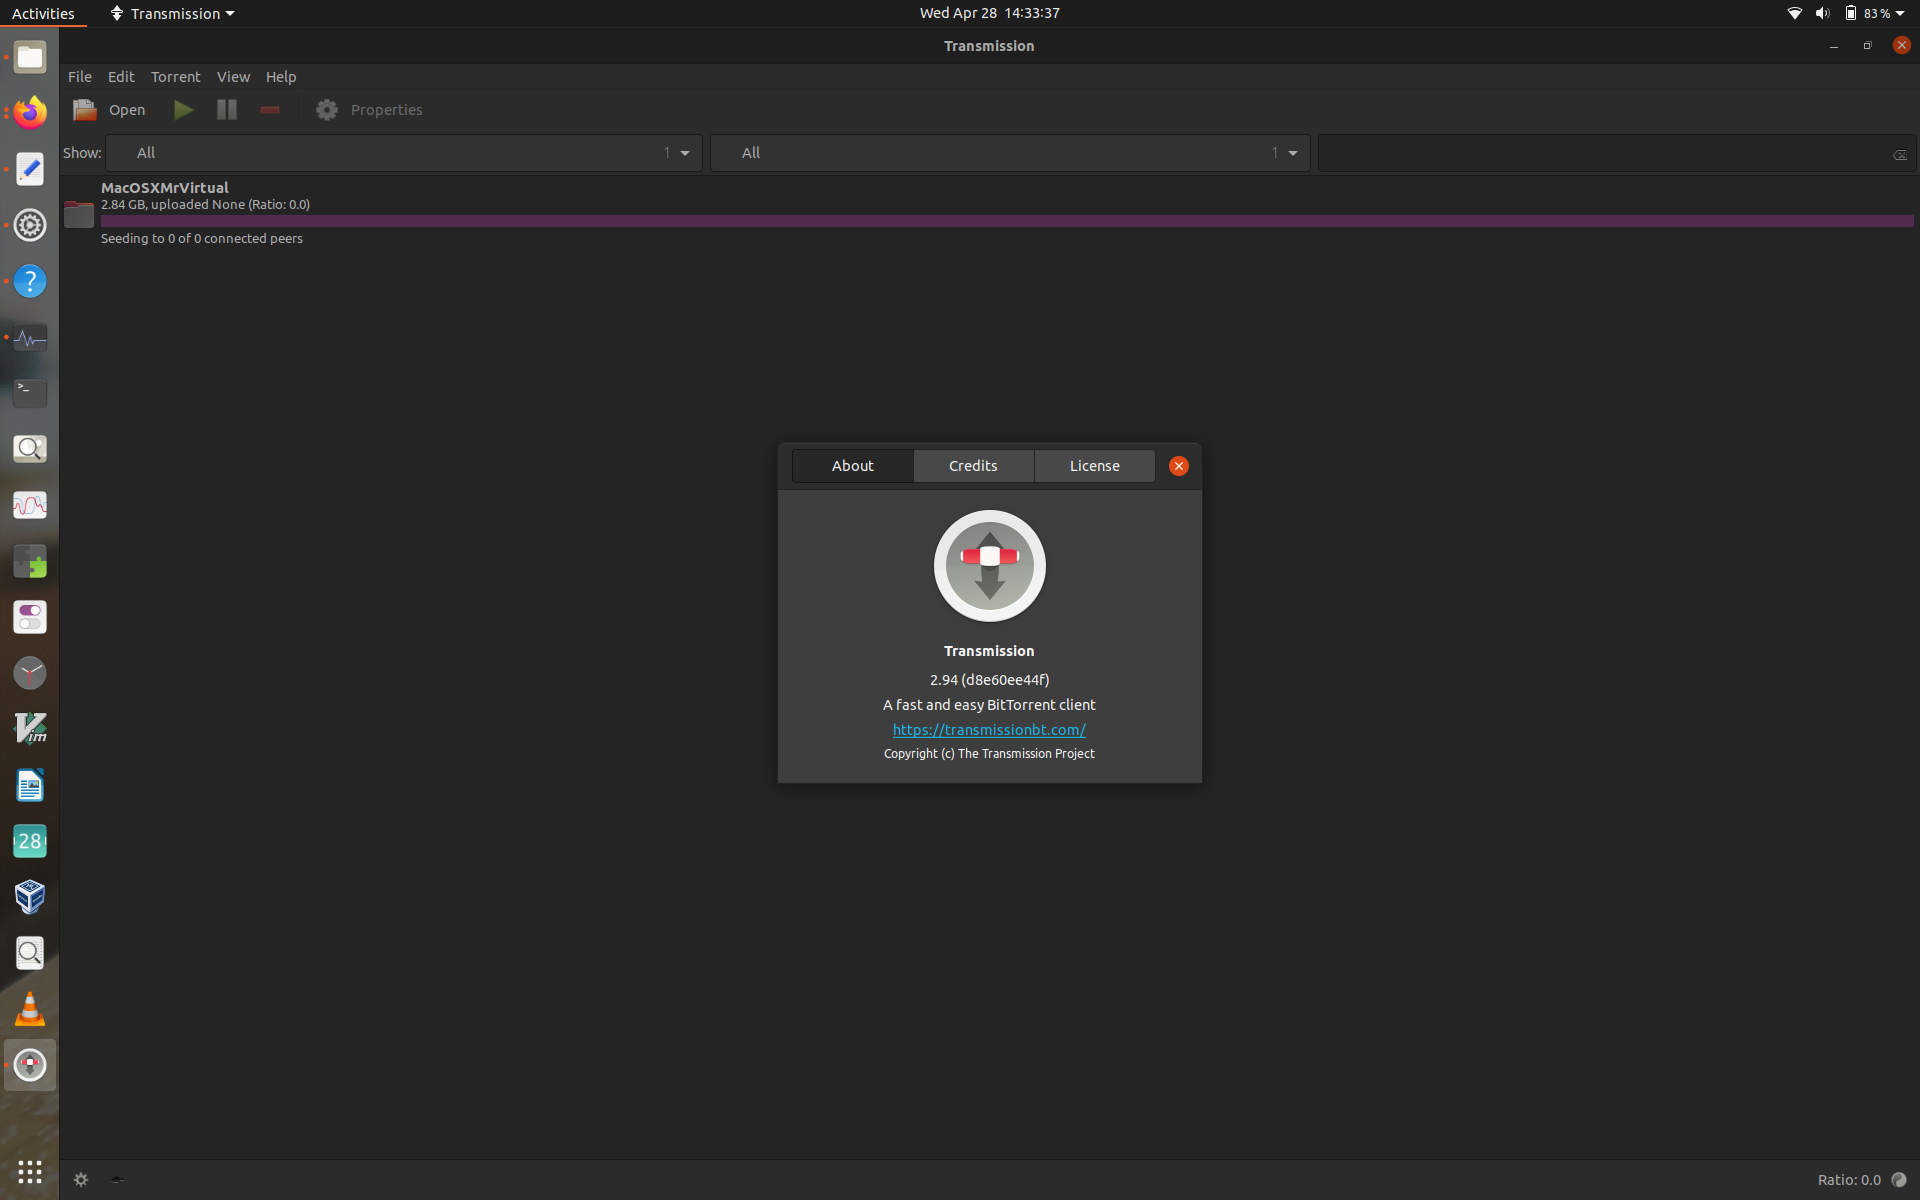 Activities
Transmission
Wed Apr 28 14:33:37
83 %
Transmission
File Edit Torrent View Help
Open
Properties
Show:
All 1
All 1
MacOSXMrVirtual
2.84 GB, uploaded None (Ratio: 0.0)
Seeding to 0 of 0 connected peers
About Credits License
Transmission
2.94 (d8e60ee44f)
A fast and easy BitTorrent client
https://transmissionbt.com/
Copyright (c) The Transmission Project
?
>_
Vim
28
Ratio: 0.0